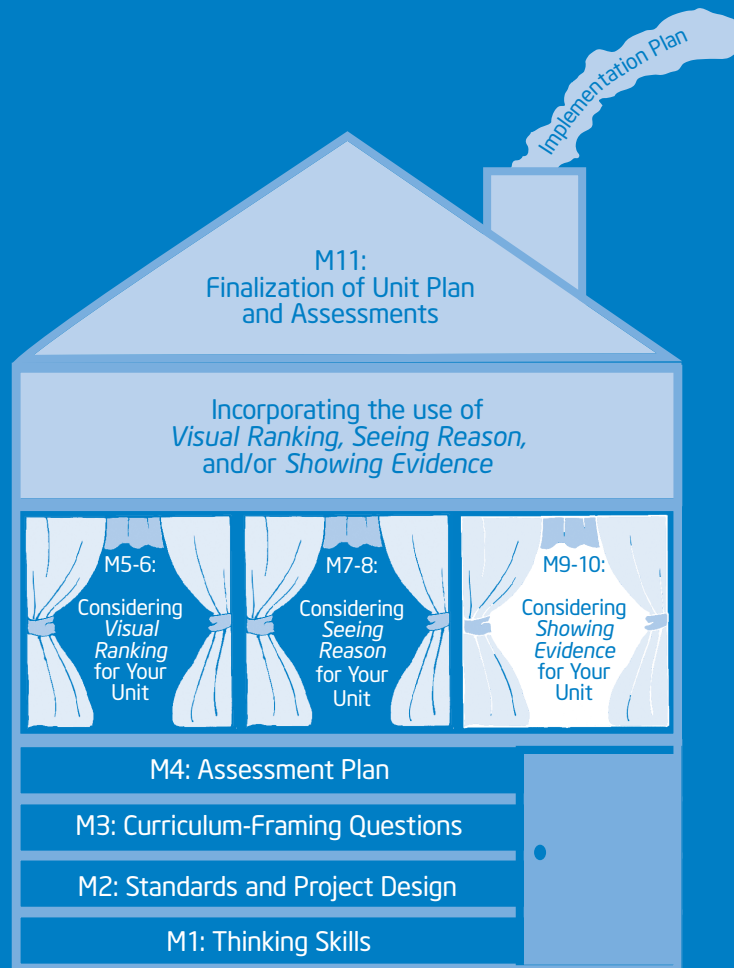 Implementation Plan
M11:
Finalization of Unit Plan
and Assessments
Incorporating the use of
Visual Ranking, Seeing Reason,
and/or Showing Evidence
M5-6:
Considering
Visual
Ranking
for Your
Unit
M7-8:
Considering
Seeing
Reason
for Your
Unit
M9-10:
Considering
Showing
Evidence
for Your
Unit
M4: Assessment Plan
M3: Curriculum-Framing Questions
M2: Standards and Project Design
M1: Thinking Skills